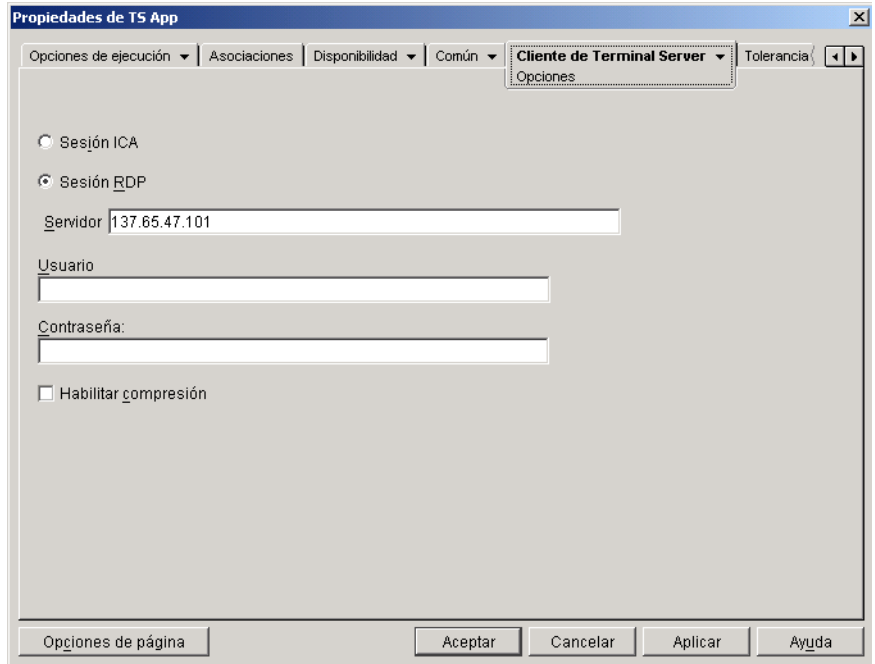 Propiedades de TS App
Opciones de ejecución Asociaciones Disponibilidad Común Cliente de Terminal Server Tolerancia
Opciones
Sesión ICA
Sesión RDP
Servidor 137.65.47.101
Usuario
Contraseña:
Habilitar compresión
Opciones de página Aceptar Cancelar Aplicar Ayuda